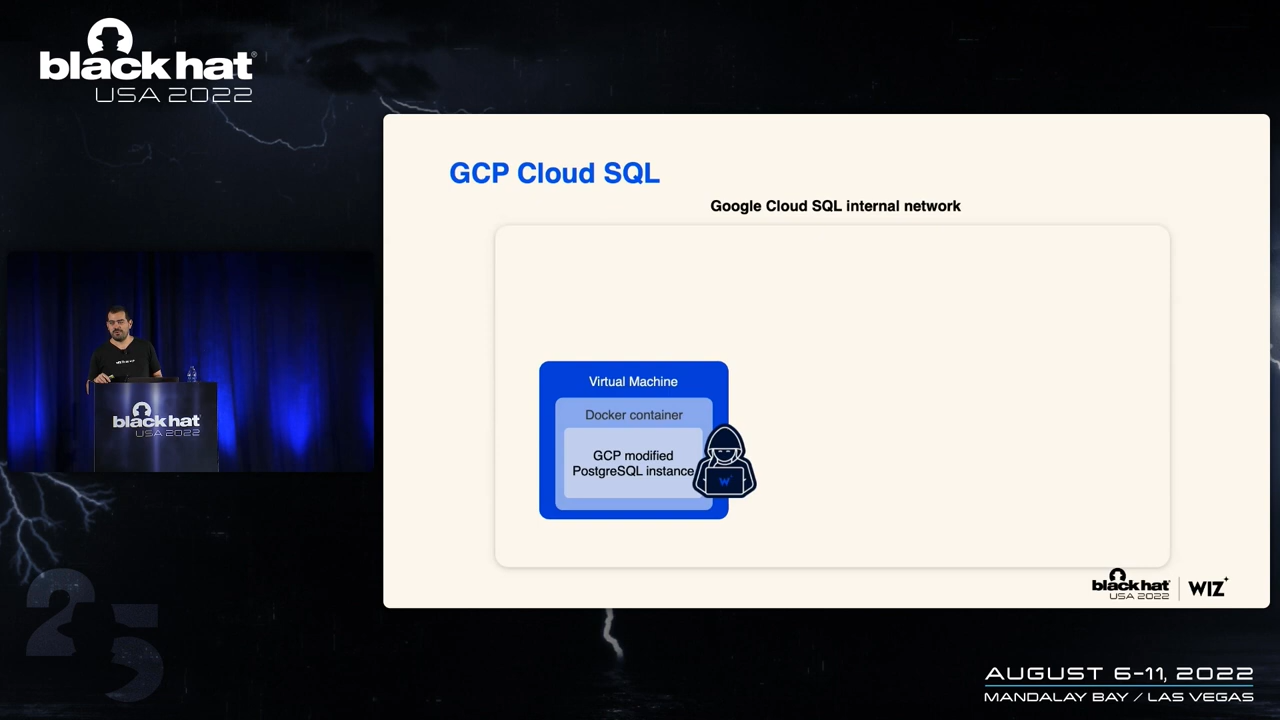 black hat®
USA 2022
GCP Cloud SQL
Google Cloud SQL internal network
Virtual Machine
Docker container
GCP modified
PostgreSQL instance
W
black hat
USA 2022
WIZ
black hat
USA 2022
25
AUGUST 6-11, 2022
MANDALAY BAY / LAS VEGAS